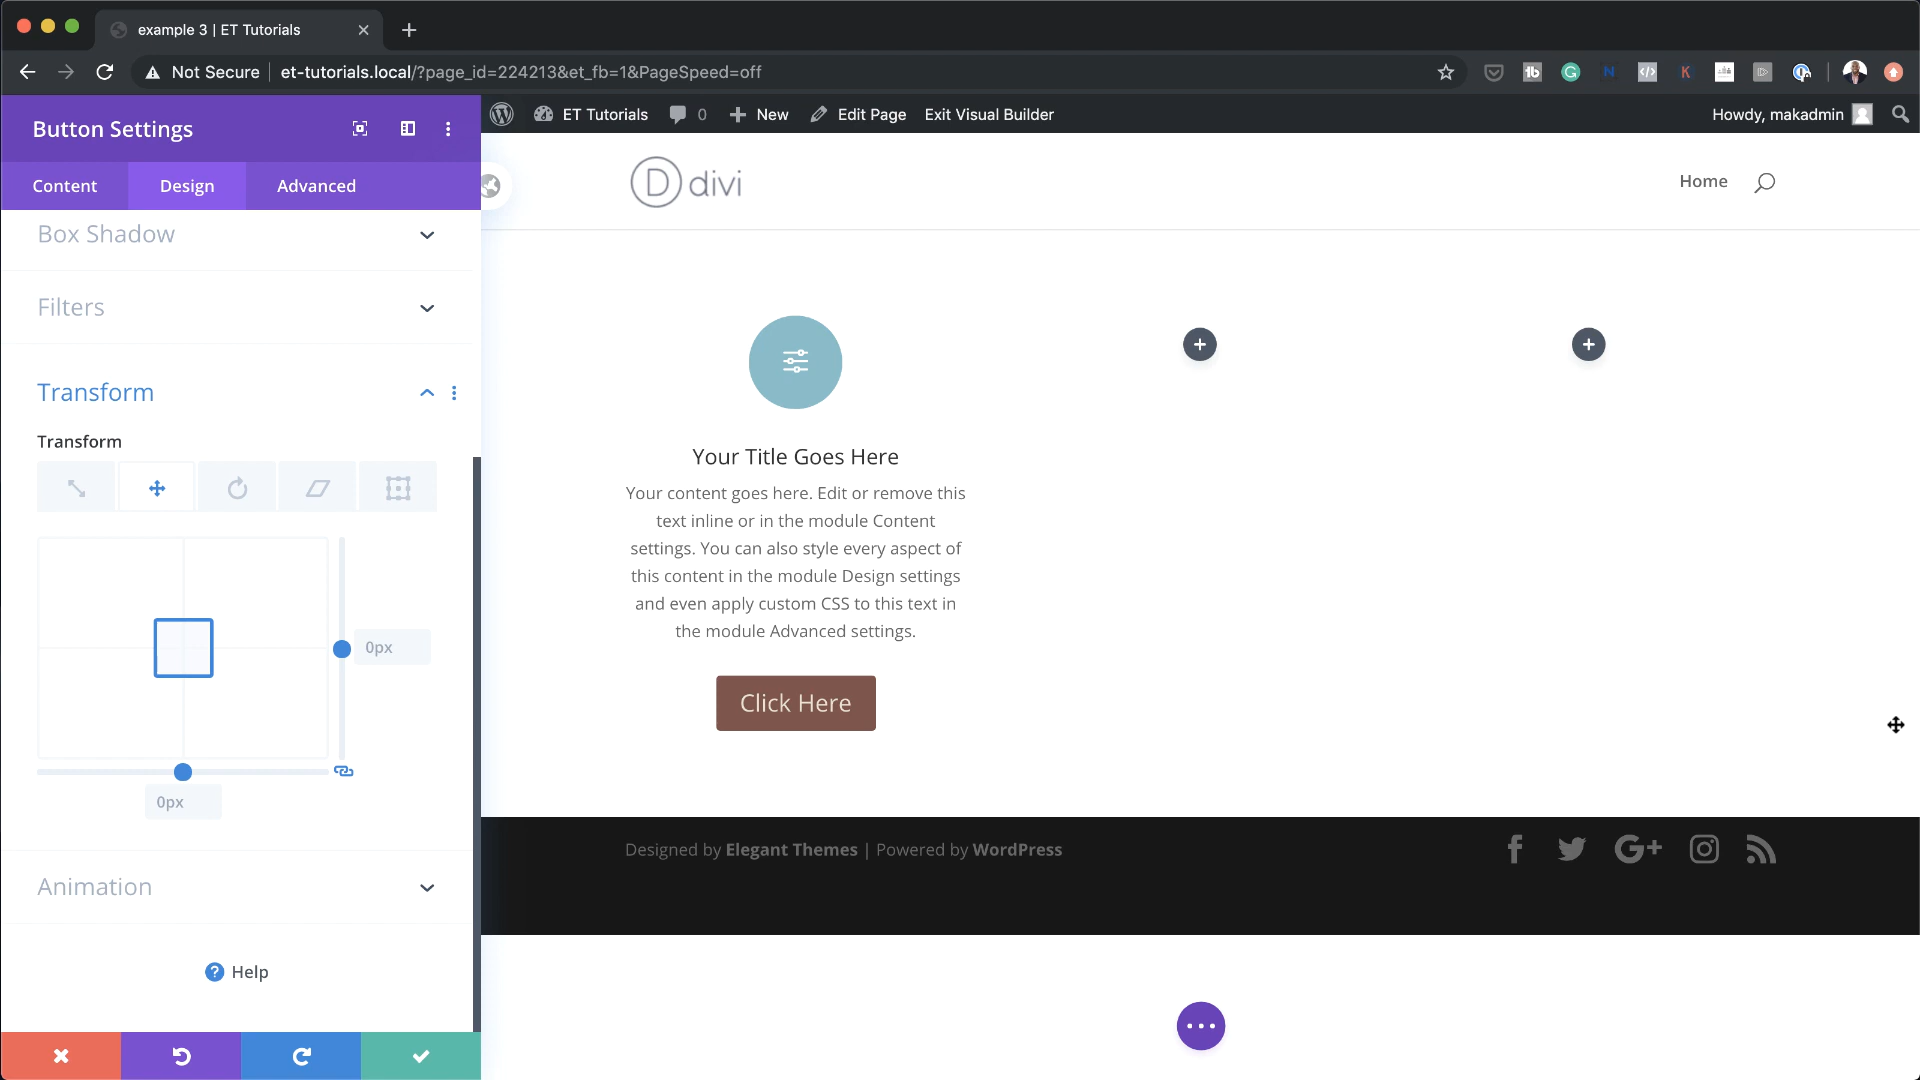 example 3 | ET Tutorials
Not Secure
et-tutorials.local/?page_id=224213&et_fb=1&PageSpeed=off
Button Settings
Content
Design
Advanced
Box Shadow
Filters
Transform
Transform
0px
0px
Animation
Help
ET Tutorials
0
New
Edit Page
Exit Visual Builder
Howdy, makadmin
D divi
Home
Your Title Goes Here
Your content goes here. Edit or remove this
text inline or in the module Content
settings. You can also style every aspect of
this content in the module Design settings
and even apply custom CSS to this text in
the module Advanced settings.
Click Here
Designed by Elegant Themes | Powered by WordPress